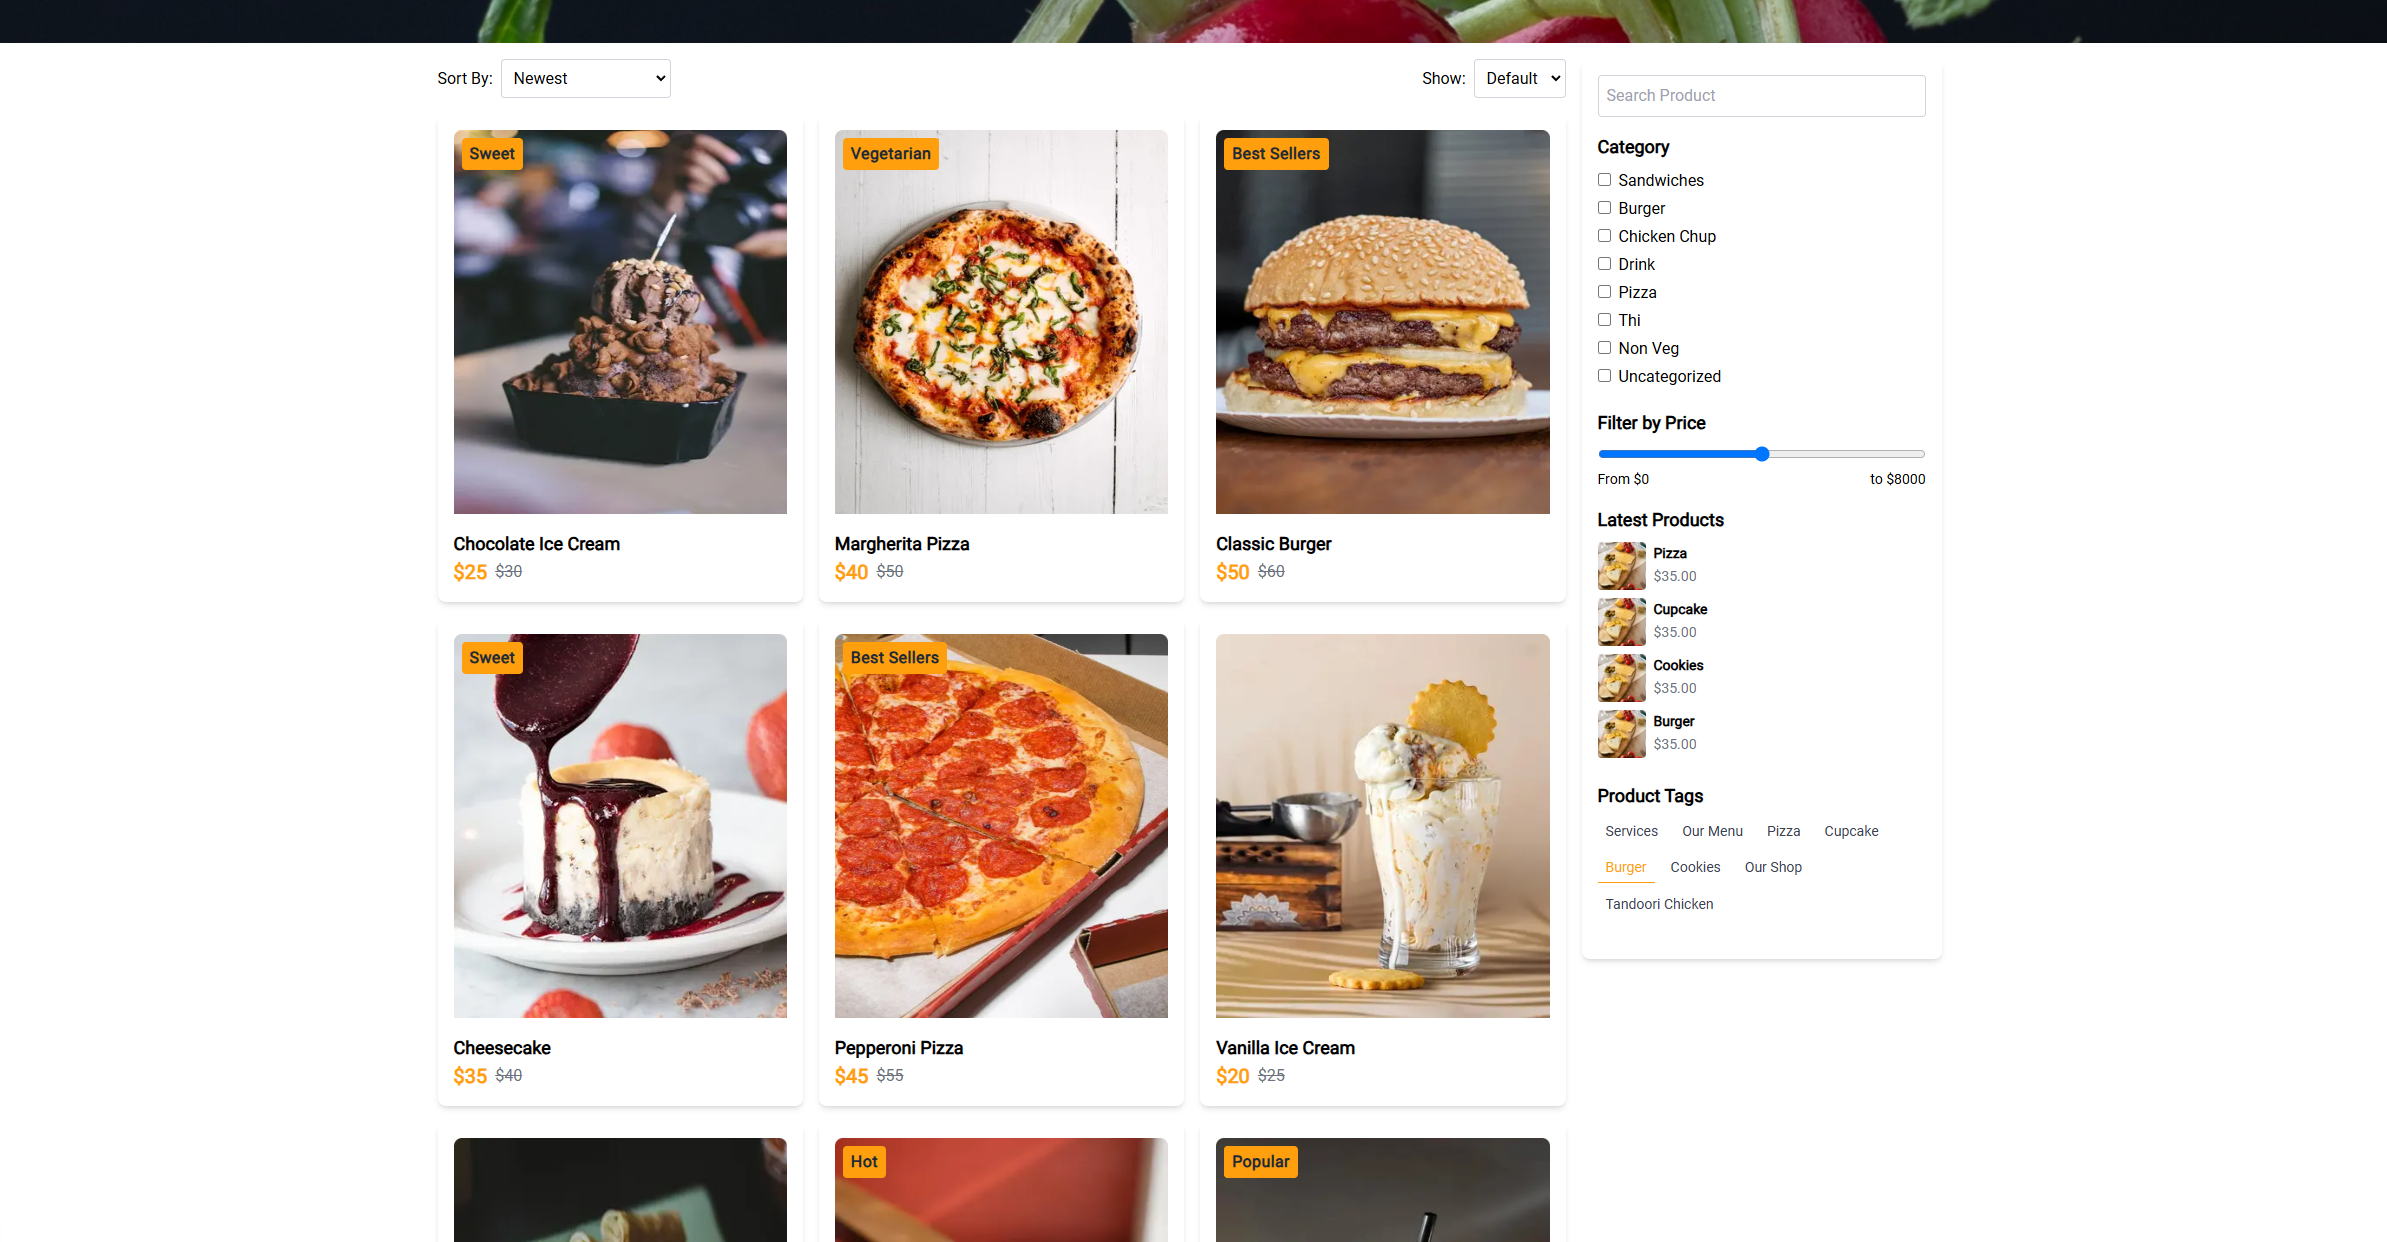 Sort By: Newest
Show: Default
Sweet
Vegetarian
Best Sellers
Chocolate Ice Cream
$25 $30
Margherita Pizza
$40 $50
Classic Burger
$50 $60
Sweet
Best Sellers
Cheesecake
$35 $40
Pepperoni Pizza
$45 $55
Vanilla Ice Cream
$20 $25
Hot
Popular
Search Product
Category
Sandwiches
Burger
Chicken Chup
Drink
Pizza
Thi
Non Veg
Uncategorized
Filter by Price
From $0 to $8000
Latest Products
Pizza
$35.00
Cupcake
$35.00
Cookies
$35.00
Burger
$35.00
Product Tags
Services Our Menu Pizza Cupcake
Burger Cookies Our Shop
Tandoori Chicken